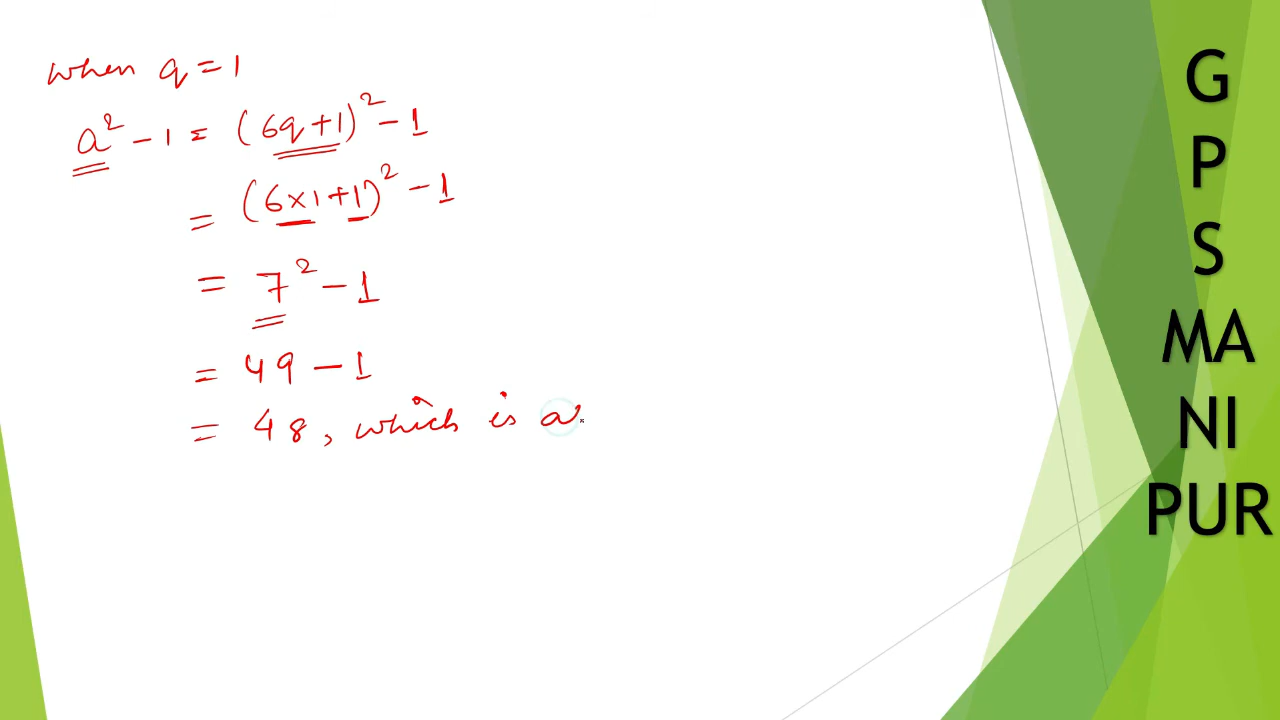 when q = 1
a² - 1 = (6q + 1)² - 1
= (6×1 + 1)² - 1
= 7² - 1
= 49 - 1
= 48, which is a
G
P
S
MA
NI
PUR